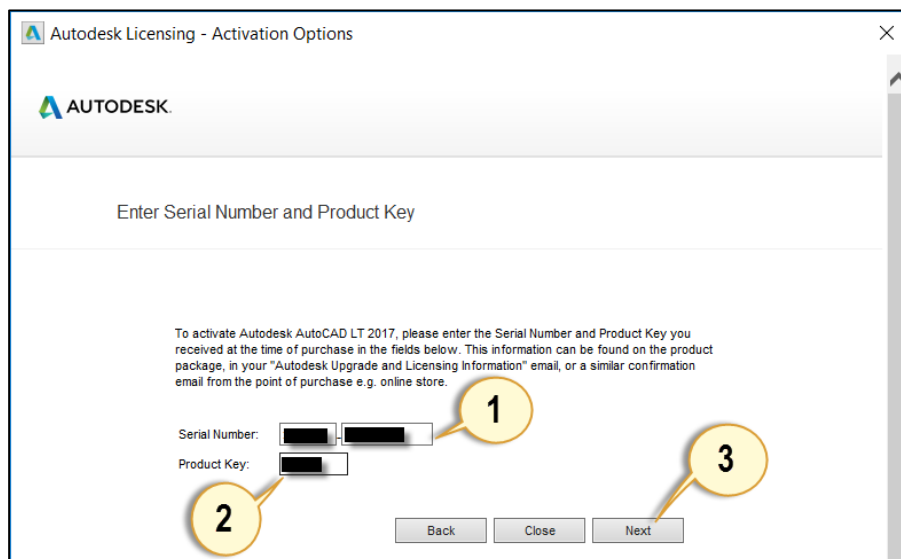 Autodesk Licensing - Activation Options
AUTODESK.
Enter Serial Number and Product Key
To activate Autodesk AutoCAD LT 2017, please enter the Serial Number and Product Key you
received at the time of purchase in the fields below. This information can be found on the product
package, in your "Autodesk Upgrade and Licensing Information" email, or a similar confirmation
email from the point of purchase e.g. online store.
1
Serial Number: -
Product Key:
2
3
Back Close Next